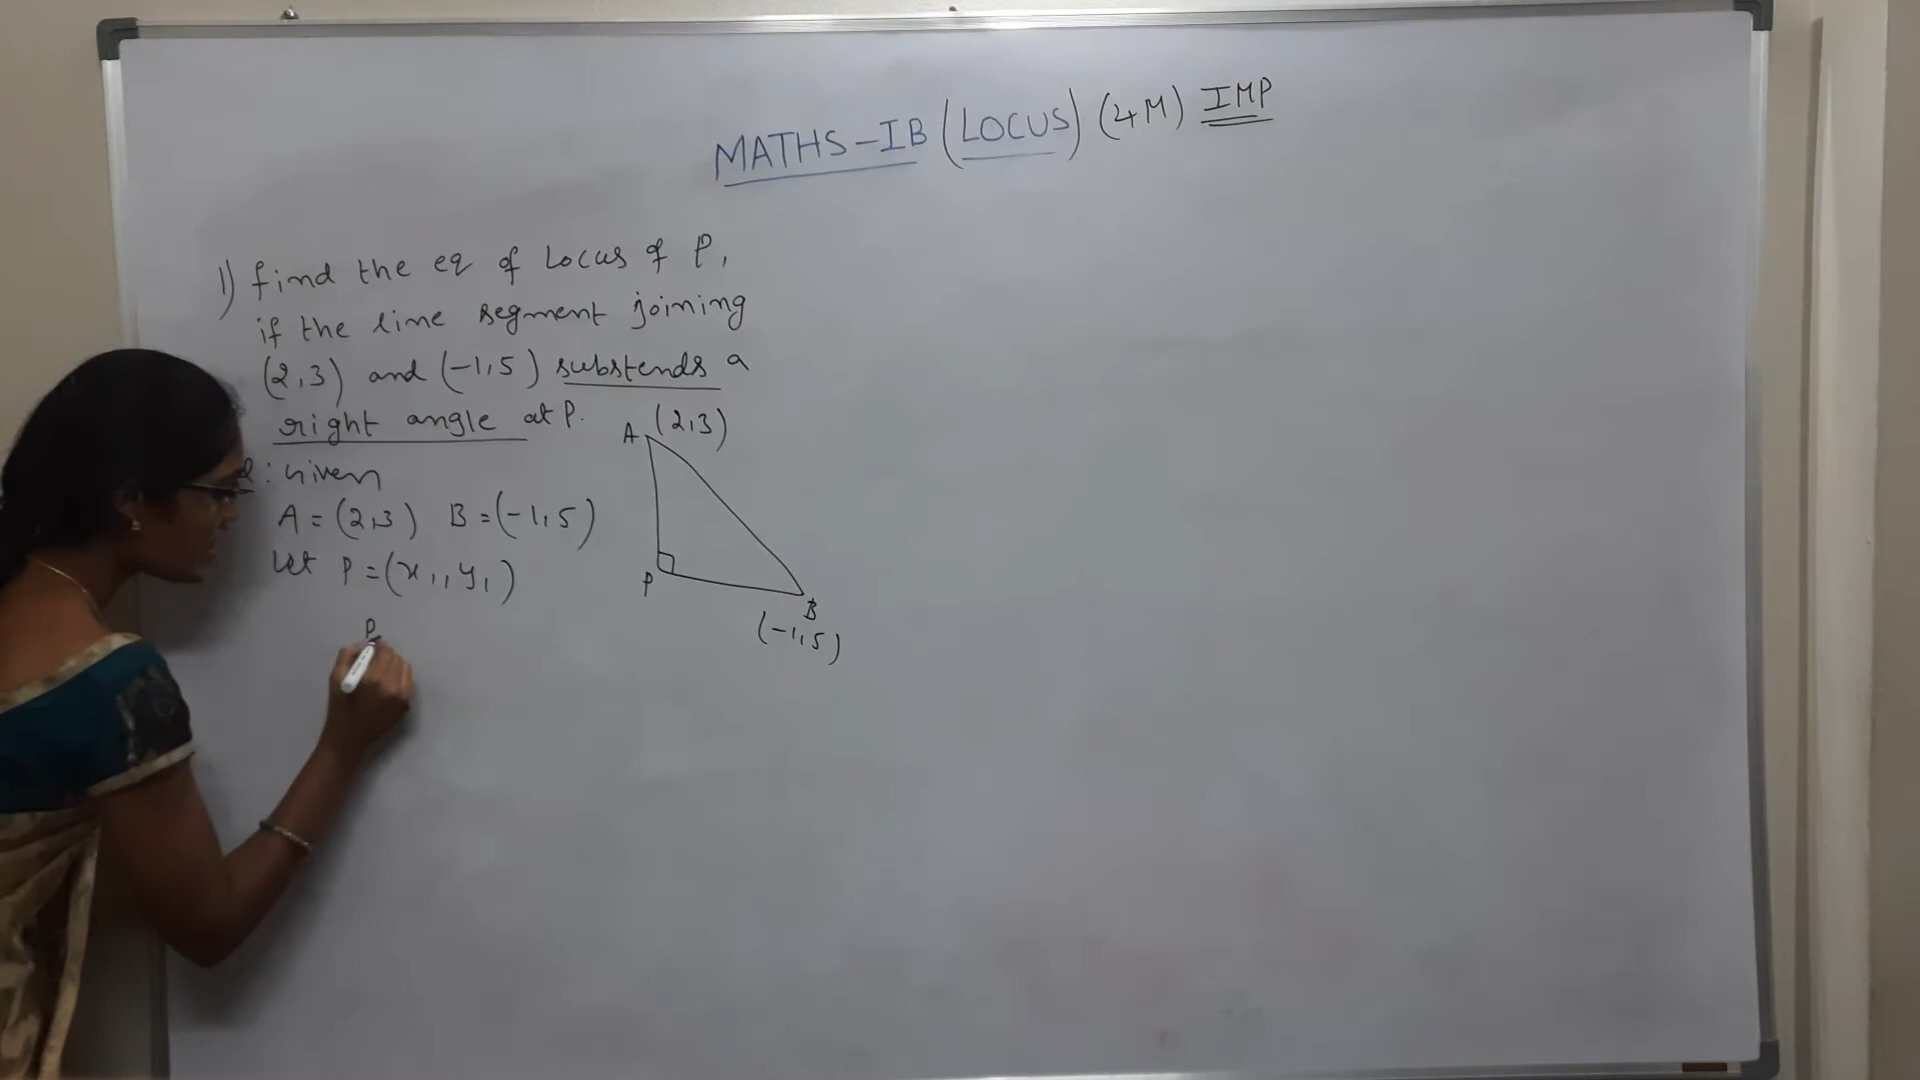 MATHS-IB (LOCUS) (4M) IMP
1) find the eq of Locus of P,
if the line segment joining
(2,3) and (-1,5) substends a
right angle at P.
: Given
A = (2,3) B = (-1,5)
Let P = (x₁, y₁)
P
A (2,3)
P
B
(-1,5)